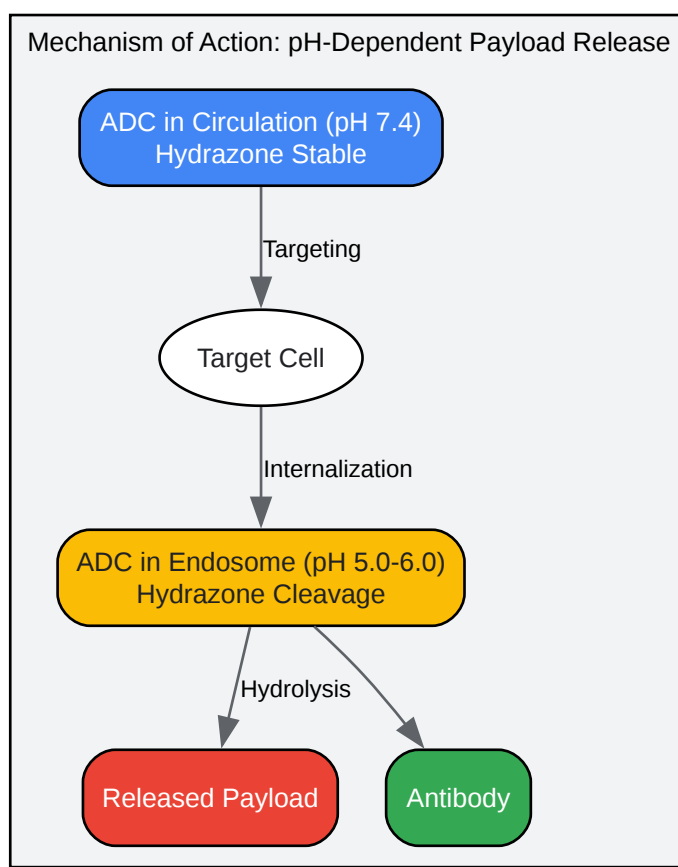 Mechanism of Action: pH-Dependent Payload Release
ADC in Circulation (pH 7.4)
Hydrazone Stable
Targeting
Target Cell
Internalization
ADC in Endosome (pH 5.0-6.0)
Hydrazone Cleavage
Hydrolysis
Released Payload
Antibody